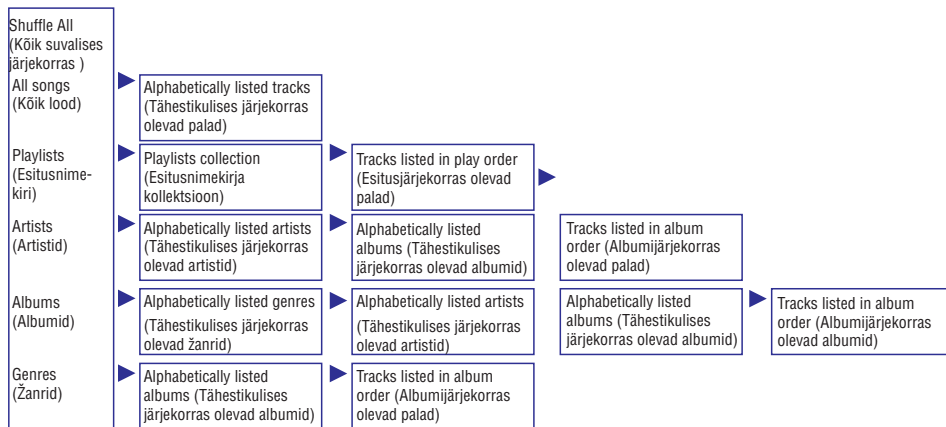 Shuffle All
(Kõik suvalises
järjekorras )
All songs
(Kõik lood)
Alphabetically listed tracks
(Tähestikulises järjekorras
olevad palad)
Playlists
(Esitusnime-
kiri)
Playlists collection
(Esitusnimekirja
kollektsioon)
Tracks listed in play order
(Esitusjärjekorras olevad
palad)
Artists
(Artistid)
Alphabetically listed artists
(Tähestikulises järjekorras
olevad artistid)
Alphabetically listed
albums (Tähestikulises
järjekorras olevad albumid)
Tracks listed in album
order (Albumijärjekorras
olevad palad)
Albums
(Albumid)
Alphabetically listed genres
(Tähestikulises järjekorras
olevad žanrid)
Alphabetically listed artists
(Tähestikulises järjekorras
olevad artistid)
Alphabetically listed
albums (Tähestikulises
järjekorras olevad albumid)
Tracks listed in album
order (Albumijärjekorras
olevad albumid)
Genres
(Žanrid)
Alphabetically listed
albums (Tähestikulises
järjekorras olevad albumid)
Tracks listed in album
order (Albumijärjekorras
olevad palad)